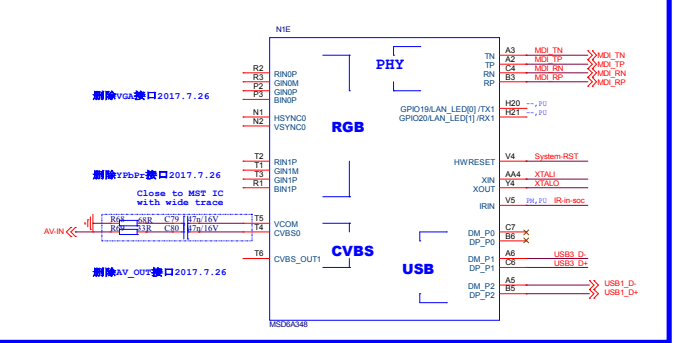 N1E
PHY
RGB
CVBS
USB
R2 RIN0P
R3 GIN0M
P2 GIN0P
P3 BIN0P
删除VGA接口2017.7.26
N1 HSYNC0
N2 VSYNC0
T2 RIN1P
T1 GIN1M
T3 GIN1P
R1 BIN1P
删除YPbPr接口2017.7.26
Close to MST IC
with wide trace
R68 68R C79 47n/16V T5 VCOM
AV-IN R69 33R C80 47n/16V T4 CVBS0
T6 CVBS_OUT1
删除AV_OUT接口2017.7.26
TN A3 MDI_TN MDI_TN
TP A2 MDI_TP MDI_TP
RN C4 MDI_RN MDI_RN
RP B3 MDI_RP MDI_RP
GPIO19/LAN_LED[0] /TX1 H20 --,PU
GPIO20/LAN_LED[1] /RX1 H21 --,PU
HWRESET V4 System-RST
XIN AA4 XTALI
XOUT Y4 XTALO
IRIN V5 PM,PU IR-in-soc
DM_P0 C7
DP_P0 B6
DM_P1 A6 USB3_D-
DP_P1 C6 USB3_D+
DM_P2 A5 USB1_D-
DP_P2 B5 USB1_D+
MSD6A348